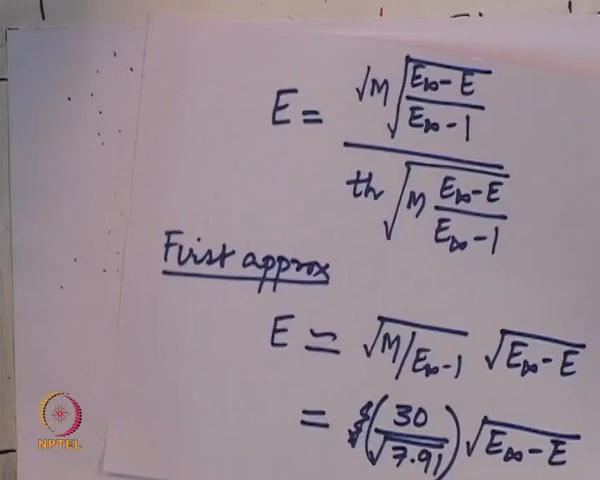 E = √M √(E∞ - E / E∞ - 1) / th √(M E∞ - E / E∞ - 1)
First approx
E ≃ √(M/E∞-1) √(E∞ - E)
= (30 / √7.91) √(E∞ - E)
NPTEL